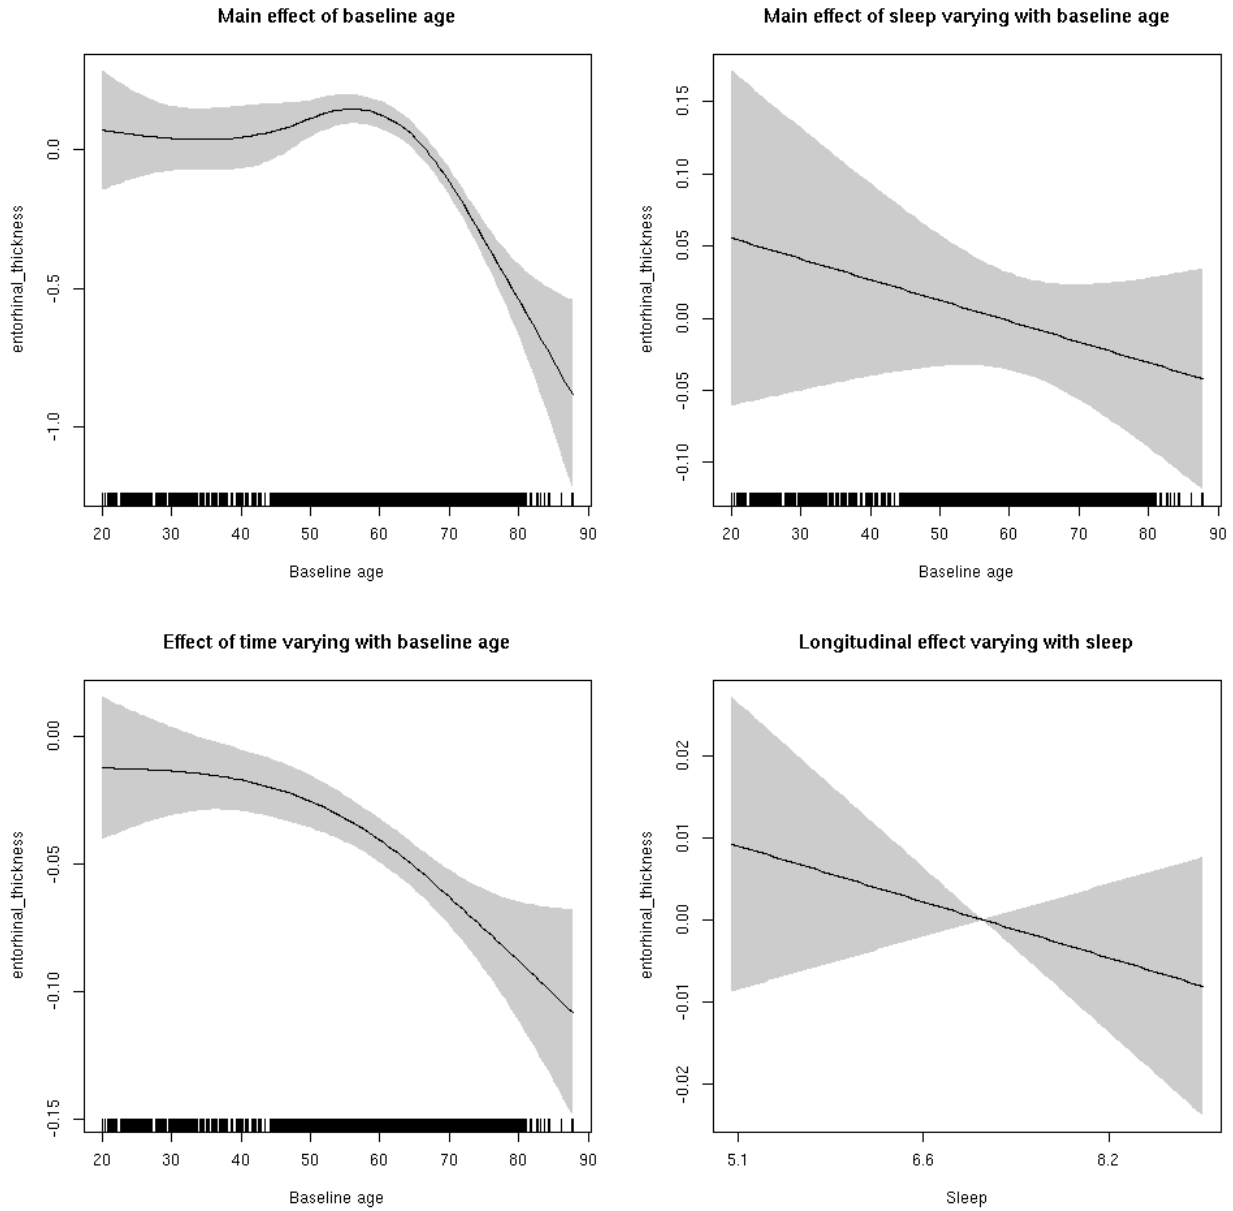 Main effect of baseline age
entorhinal_thickness
0.0
-0.5
-1.0
20 30 40 50 60 70 80 90
Baseline age
Main effect of sleep varying with baseline age
entorhinal_thickness
0.15
0.10
0.05
0.00
-0.05
-0.10
20 30 40 50 60 70 80 90
Baseline age
Effect of time varying with baseline age
entorhinal_thickness
0.00
-0.05
-0.10
-0.15
20 30 40 50 60 70 80 90
Baseline age
Longitudinal effect varying with sleep
entorhinal_thickness
0.02
0.01
0.00
-0.01
-0.02
5.1 6.6 8.2
Sleep